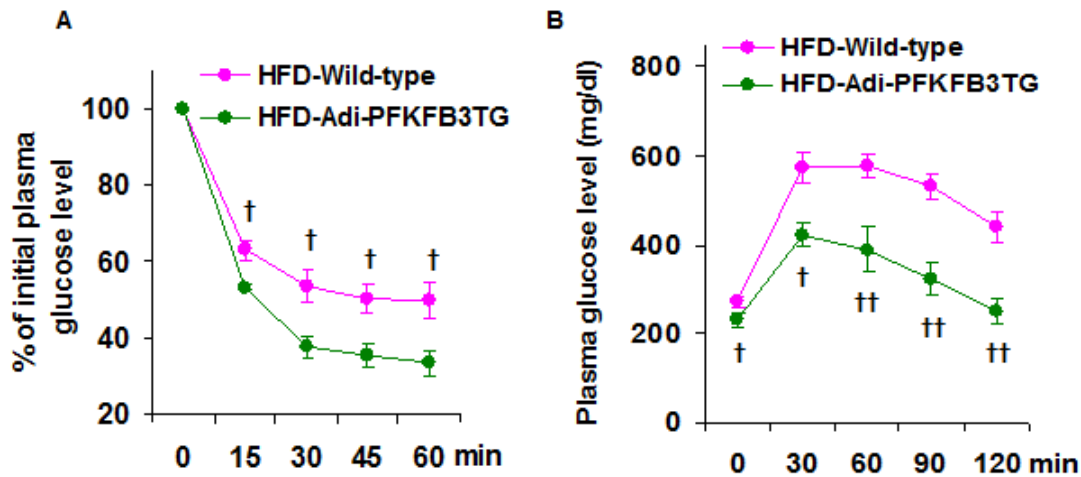 A
HFD-Wild-type
HFD-Adi-PFKFB3TG
% of initial plasma
glucose level
100
80
60
40
20
† † † †
0 15 30 45 60 min
B
HFD-Wild-type
HFD-Adi-PFKFB3TG
Plasma glucose level (mg/dl)
800
600
400
200
0
† † †† †† ††
0 30 60 90 120 min